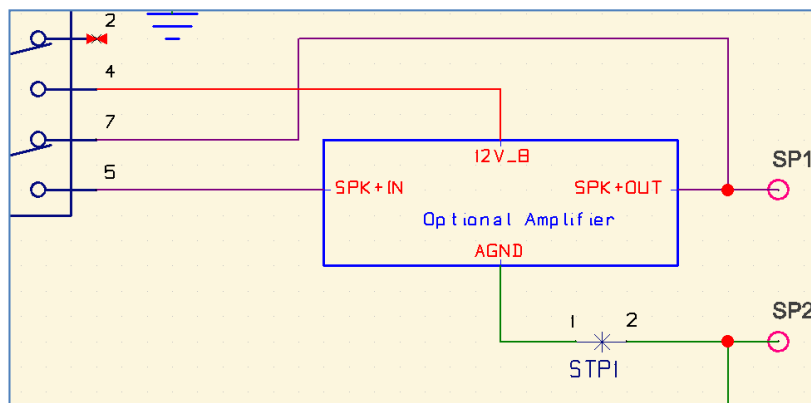 2
4
7
5
12V_B
SPK+IN
SPK+OUT
Optional Amplifier
AGND
SP1
1
2
STP1
SP2